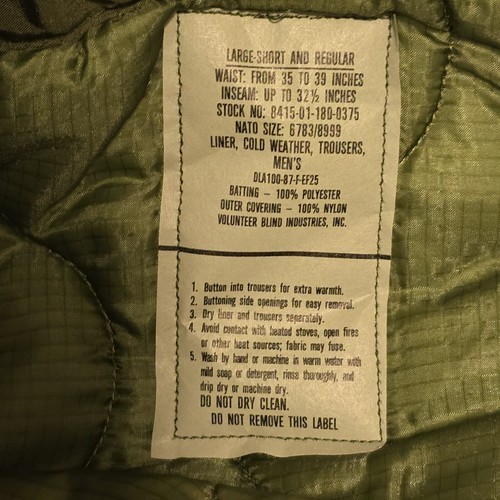 LARGE-SHORT AND REGULAR
WAIST: FROM 35 TO 39 INCHES
INSEAM: UP TO 32½ INCHES
STOCK NO: 8415-01-180-0375
NATO SIZE: 6783/8999
LINER, COLD WEATHER, TROUSERS,
MEN'S
DLA100-87-F-EF25
BATTING – 100% POLYESTER
OUTER COVERING – 100% NYLON
VOLUNTEER BLIND INDUSTRIES, INC.
1. Button into trousers for extra warmth.
2. Buttoning side openings for easy removal.
3. Dry liner and trousers separately.
4. Avoid contact with heated stoves, open fires
or other heat sources; fabric may fuse.
5. Wash by hand or machine in warm water with
mild soap or detergent, rinse thoroughly, and
drip dry or machine dry.
DO NOT DRY CLEAN.
DO NOT REMOVE THIS LABEL